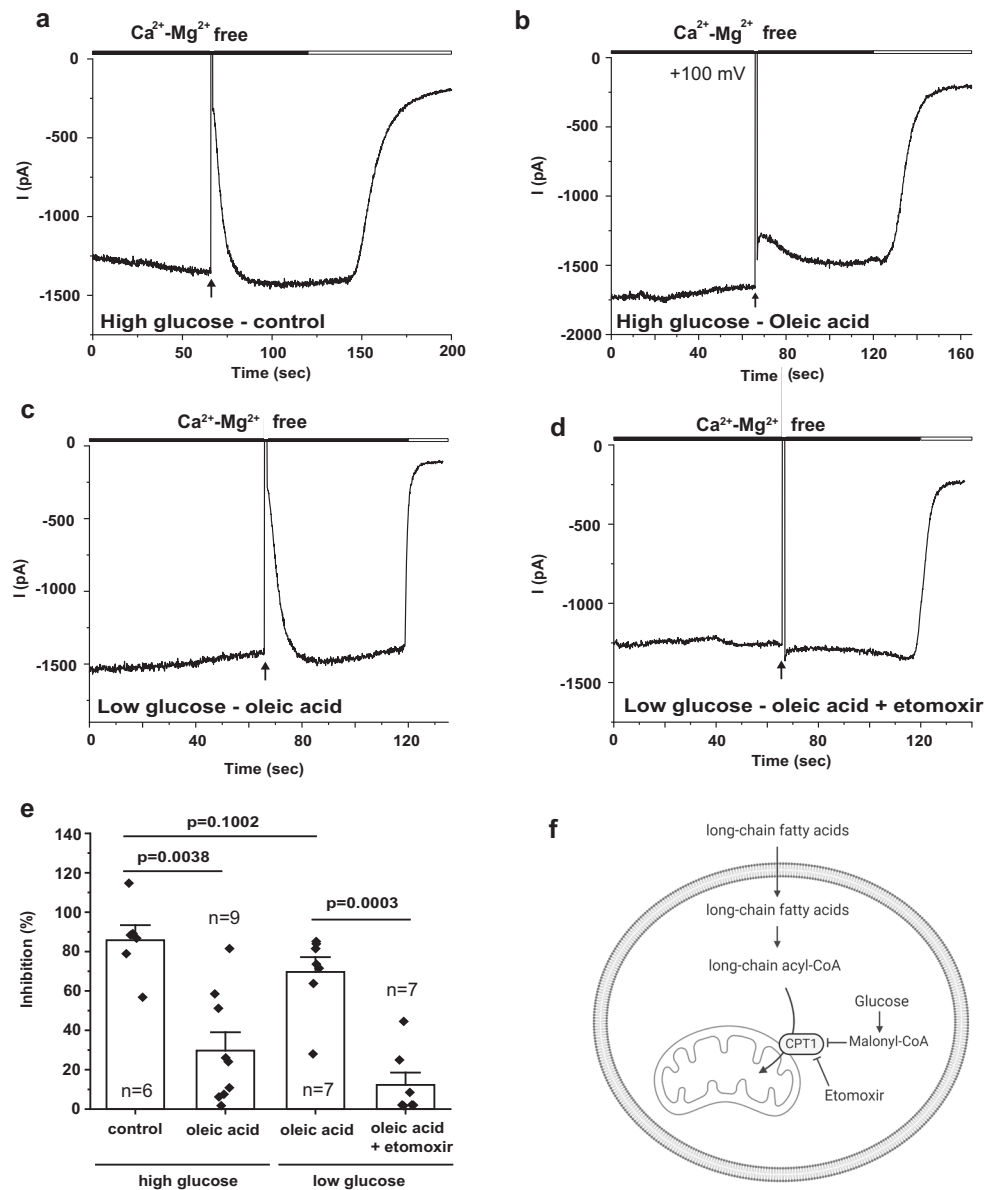 a
Ca²⁺-Mg²⁺ free
0
-500
-1000
-1500
I (pA)
High glucose - control
0 50 100 150 200
Time (sec)
b
Ca²⁺-Mg²⁺ free
+100 mV
0
-500
-1000
-1500
-2000
I (pA)
High glucose - Oleic acid
0 40 80 120 160
Time (sec)
c
Ca²⁺-Mg²⁺ free
0
-500
-1000
-1500
I (pA)
Low glucose - oleic acid
0 40 80 120
Time (sec)
d
Ca²⁺-Mg²⁺ free
0
-500
-1000
-1500
I (pA)
Low glucose - oleic acid + etomoxir
0 40 80 120
Time (sec)
e
140
120
100
80
60
40
20
0
Inhibition (%)
p=0.1002
p=0.0038
p=0.0003
n=9
n=7
n=6
n=7
control oleic acid oleic acid oleic acid
+ etomoxir
high glucose low glucose
f
long-chain fatty acids
long-chain fatty acids
long-chain acyl-CoA
Glucose
CPT1
Malonyl-CoA
Etomoxir